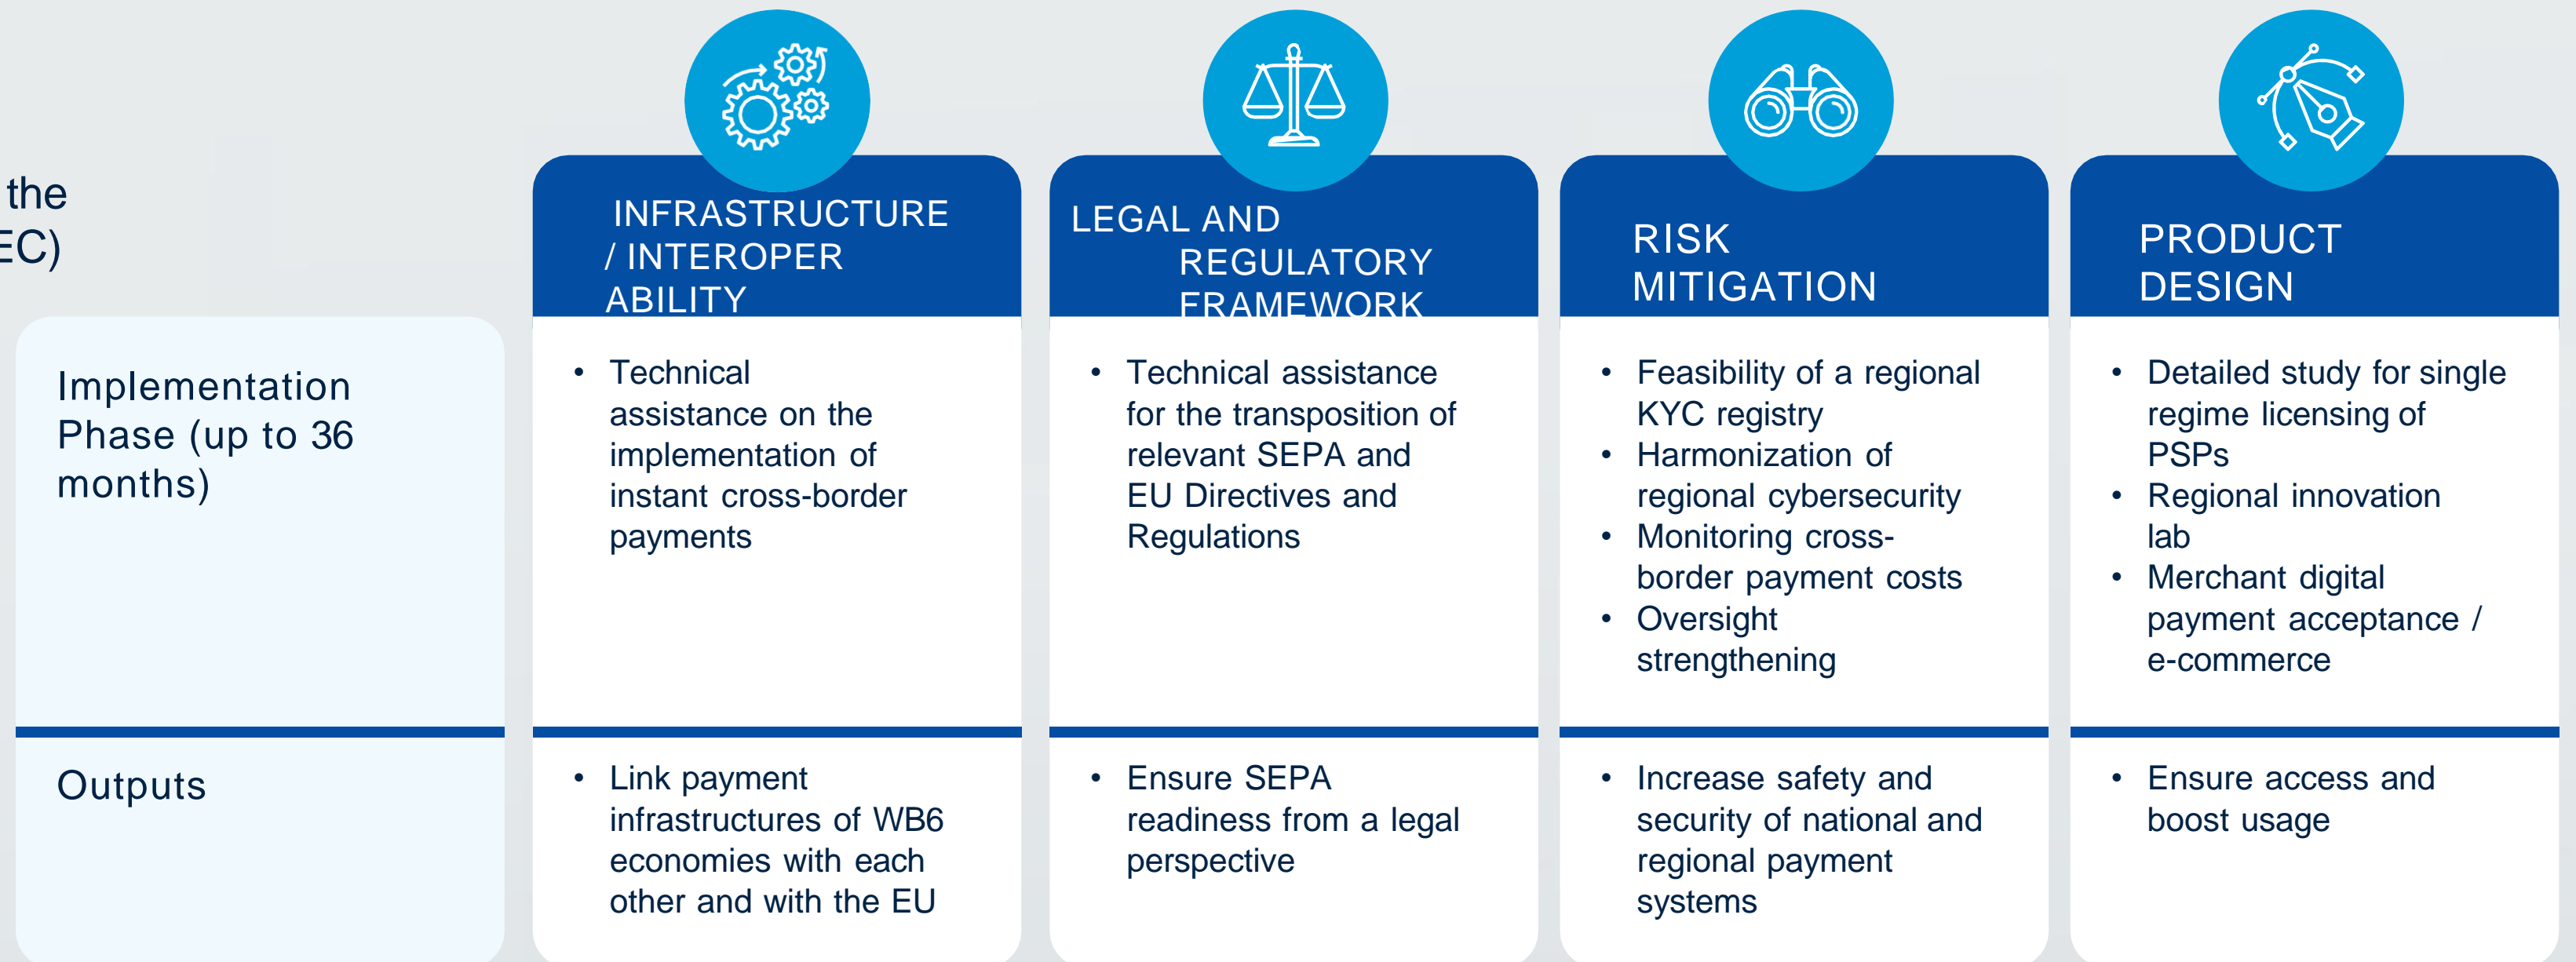 the
EC)
INFRASTRUCTURE
/ INTEROPER
ABILITY
LEGAL AND
REGULATORY
FRAMEWORK
RISK
MITIGATION
PRODUCT
DESIGN
Implementation
Phase (up to 36
months)
• Technical
assistance on the
implementation of
instant cross-border
payments
• Technical assistance
for the transposition of
relevant SEPA and
EU Directives and
Regulations
• Feasibility of a regional
KYC registry
• Harmonization of
regional cybersecurity
• Monitoring cross-
border payment costs
• Oversight
strengthening
• Detailed study for single
regime licensing of
PSPs
• Regional innovation
lab
• Merchant digital
payment acceptance /
e-commerce
Outputs
• Link payment
infrastructures of WB6
economies with each
other and with the EU
• Ensure SEPA
readiness from a legal
perspective
• Increase safety and
security of national and
regional payment
systems
• Ensure access and
boost usage